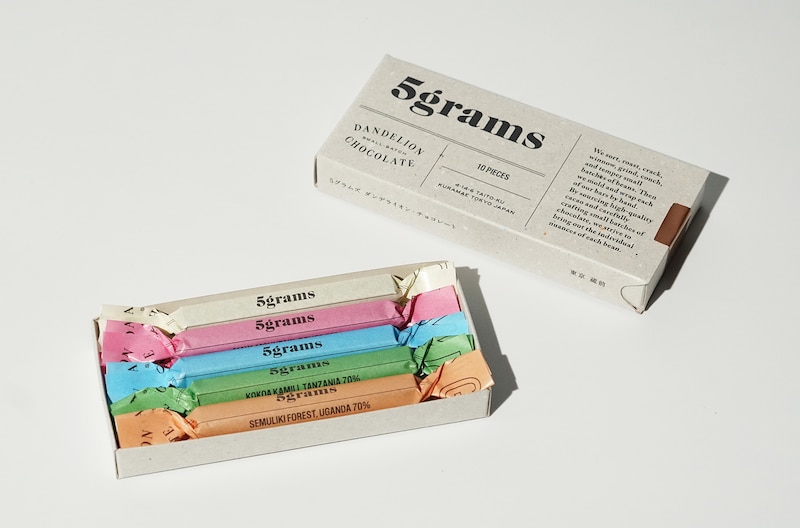 5grams
DANDELION
SMALL-BATCH
CHOCOLATE
10 PIECES
4-14-6 TAITO-KU
KURAMAE TOKYO JAPAN
We sort, roast, crack,
winnow, grind, conch,
and temper small
batches of beans. Then
we mold and wrap each
of our bars by hand.
By sourcing high-quality
cacao and carefully
crafting small batches of
chocolate, we strive to
bring out the individual
nuances of each bean.
5グラムズ ダンデライオン・チョコレート
東京 蔵前
5grams
5grams
5grams
KOKOA KAMILI, TANZANIA 70%
5grams
SEMULIKI FOREST, UGANDA 70%